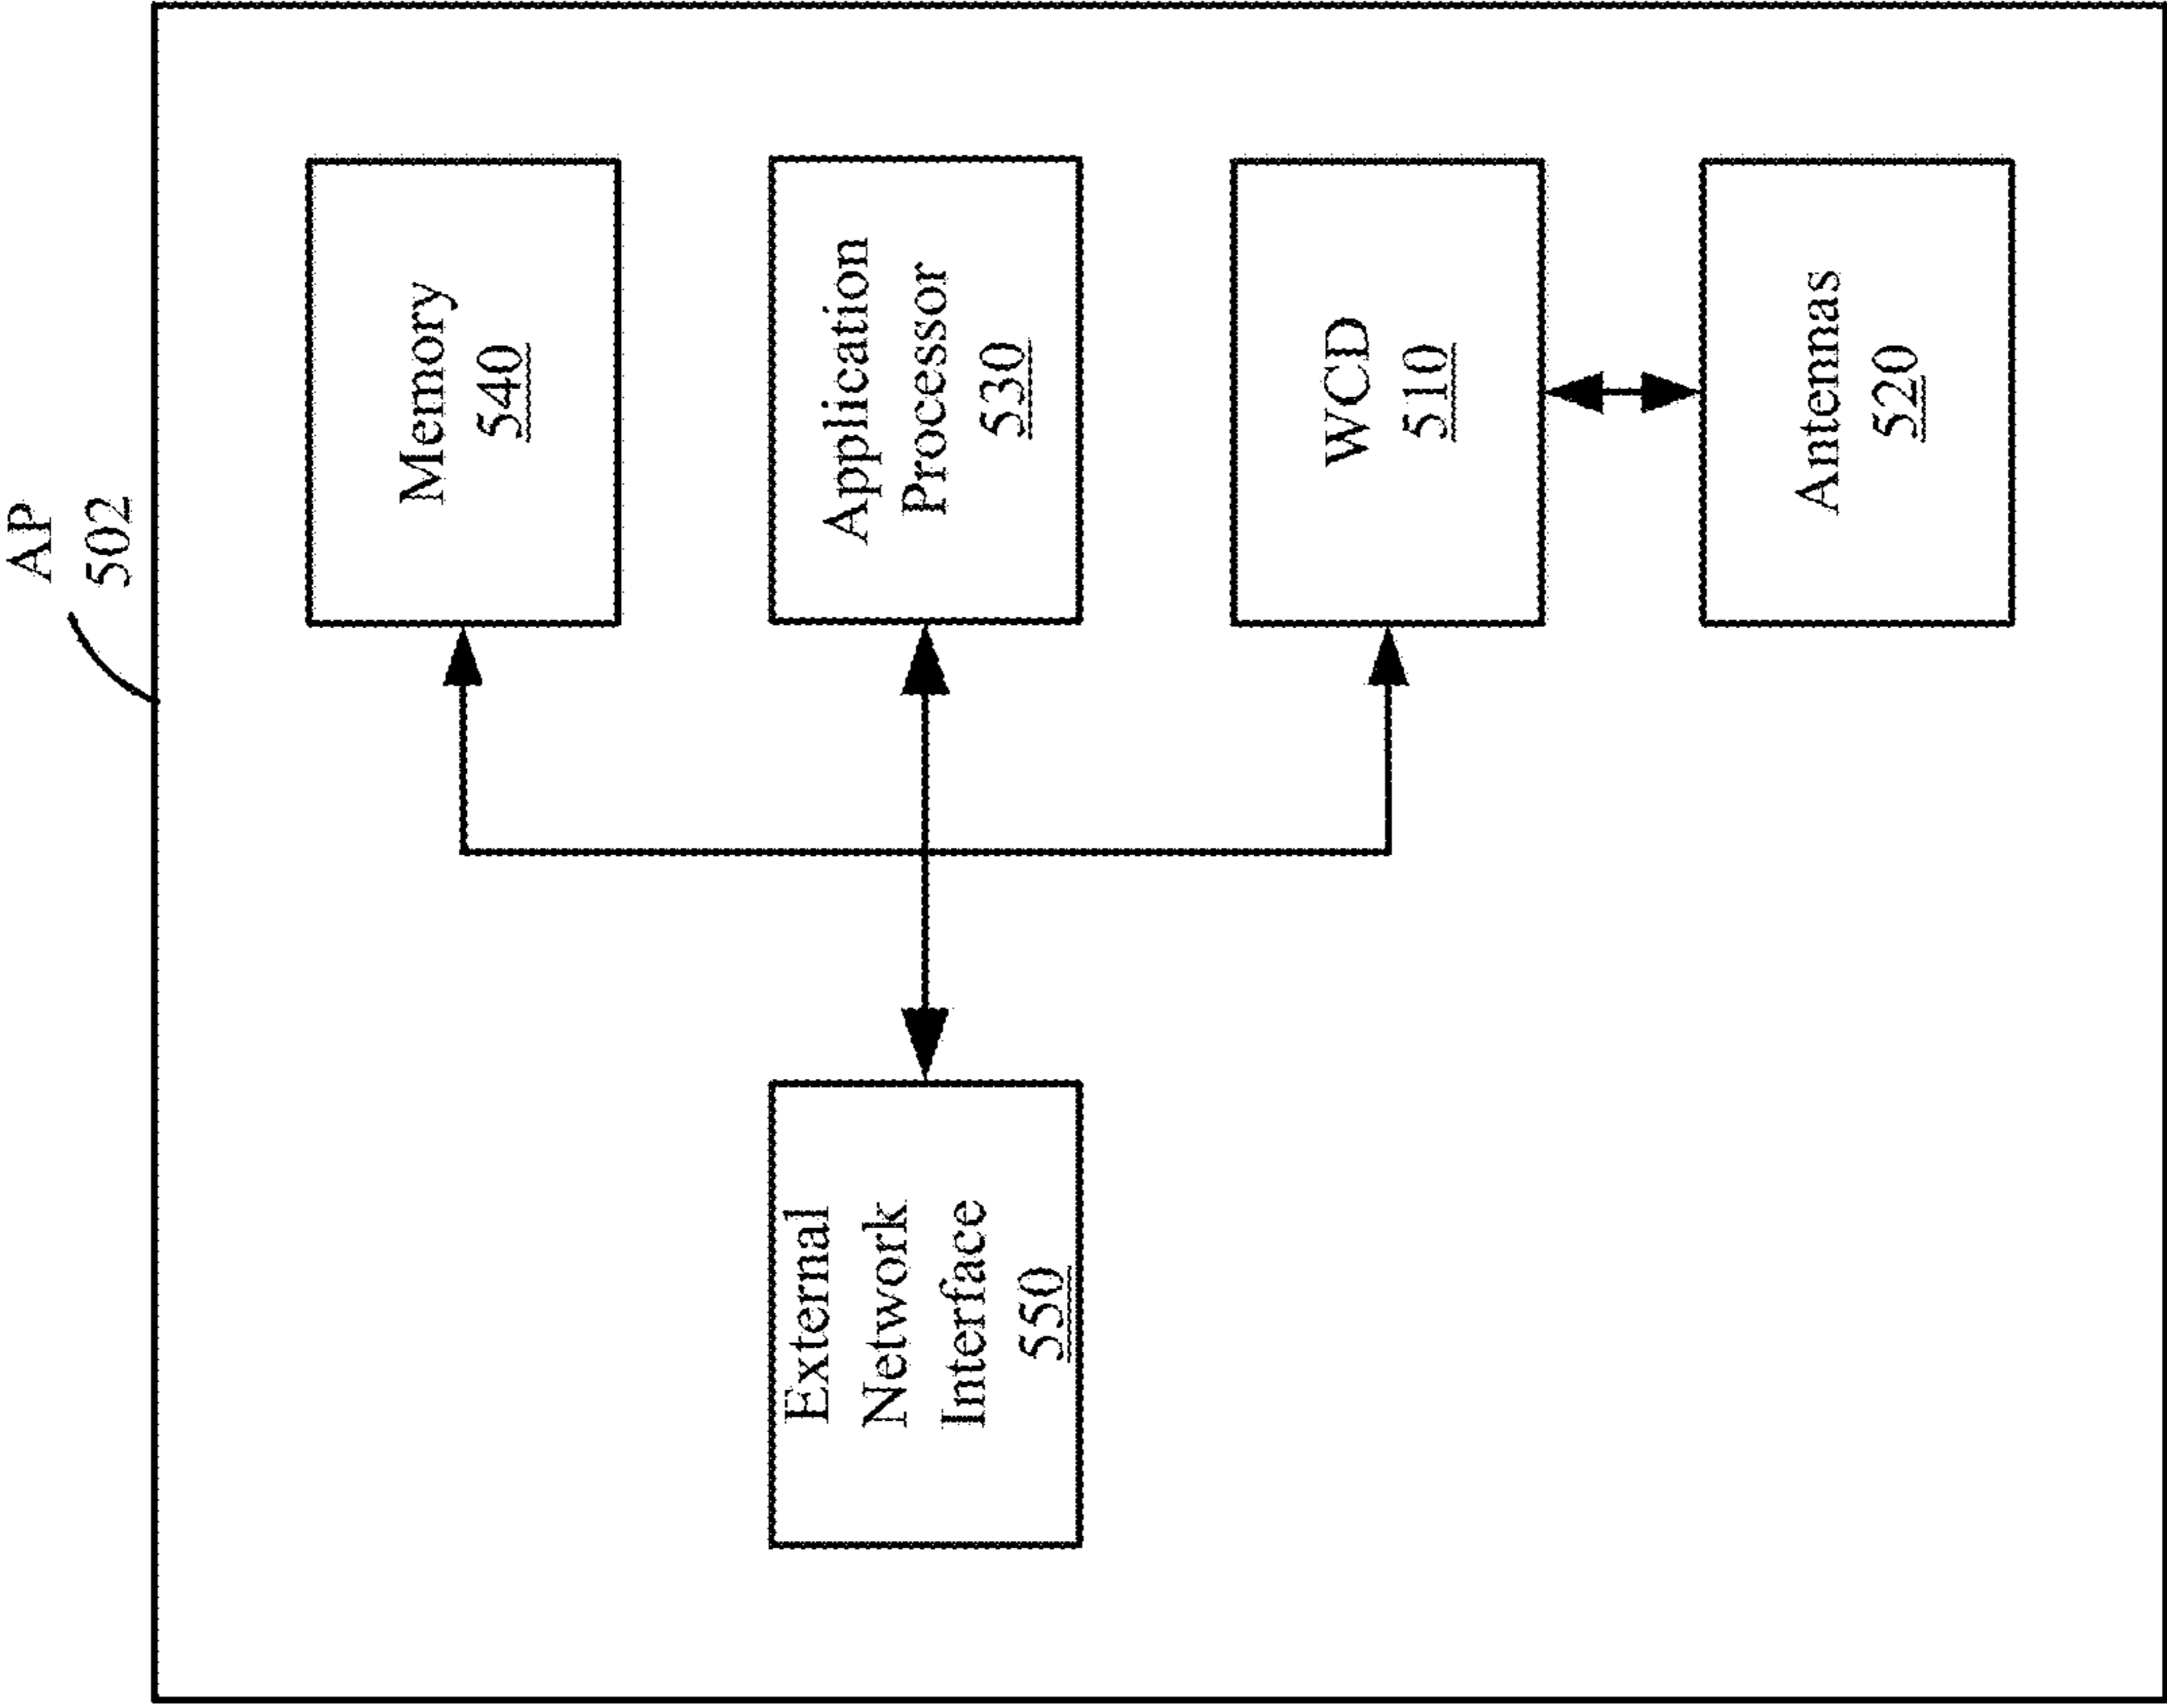 AP
502
Memory
540
Application
Processor
530
WCD
510
Antennas
520
External
Network
Interface
550